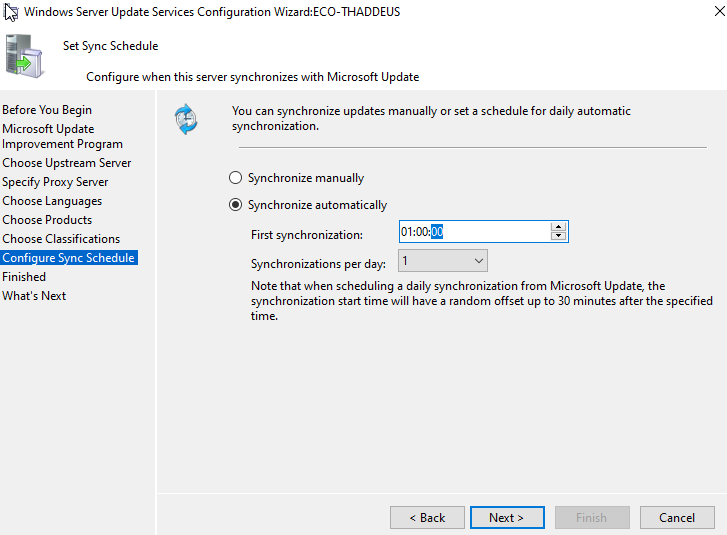 Windows Server Update Services Configuration Wizard:ECO-THADDEUS
Set Sync Schedule
Configure when this server synchronizes with Microsoft Update
Before You Begin
Microsoft Update
Improvement Program
Choose Upstream Server
Specify Proxy Server
Choose Languages
Choose Products
Choose Classifications
Configure Sync Schedule
Finished
What's Next
You can synchronize updates manually or set a schedule for daily automatic
synchronization.
Synchronize manually
Synchronize automatically
First synchronization:
01:00:00
Synchronizations per day:
1
Note that when scheduling a daily synchronization from Microsoft Update, the
synchronization start time will have a random offset up to 30 minutes after the specified
time.
< Back
Next >
Finish
Cancel